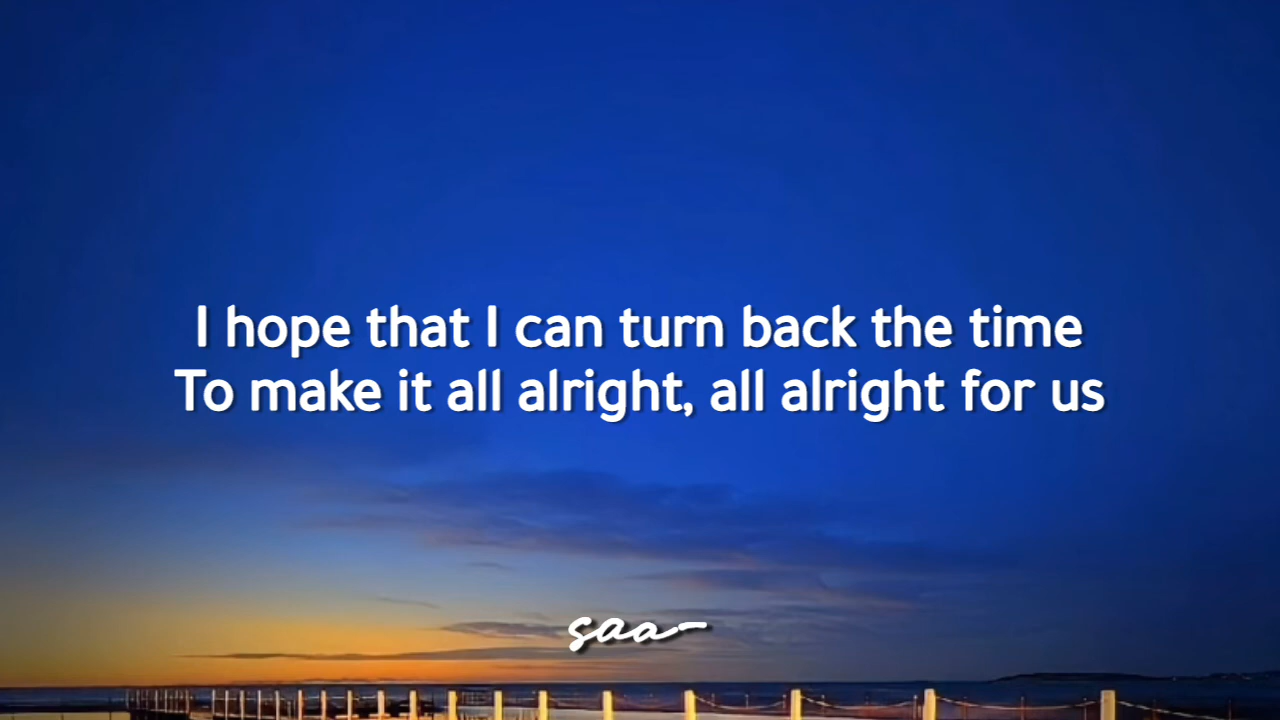 I hope that I can turn back the time
To make it all alright, all alright for us
saa-